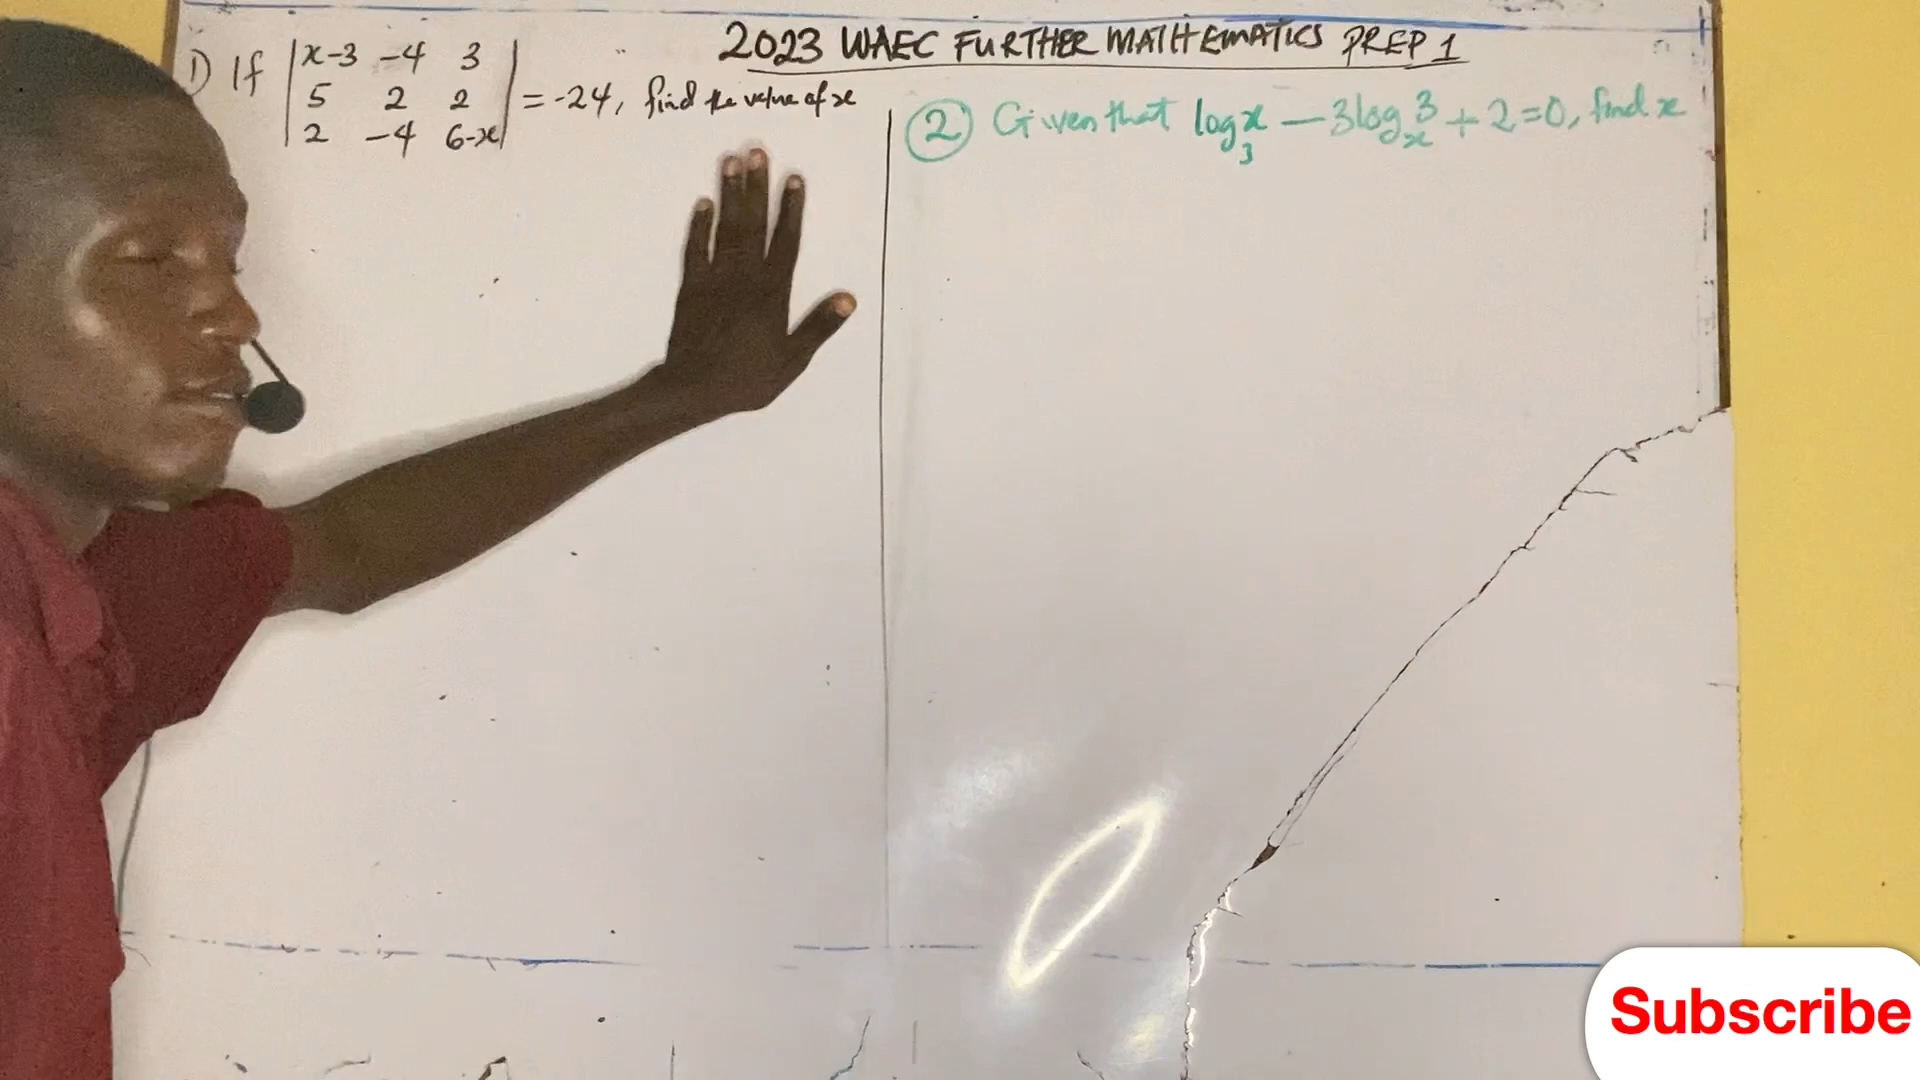 2023 WAEC FURTHER MATHEMATICS PREP 1
1) If | x-3 -4 3 |
| 5 2 2 | = -24, find the value of x
| 2 -4 6-x |
② Given that log₃x - 3logₓ3 + 2 = 0, find x
Subscribe